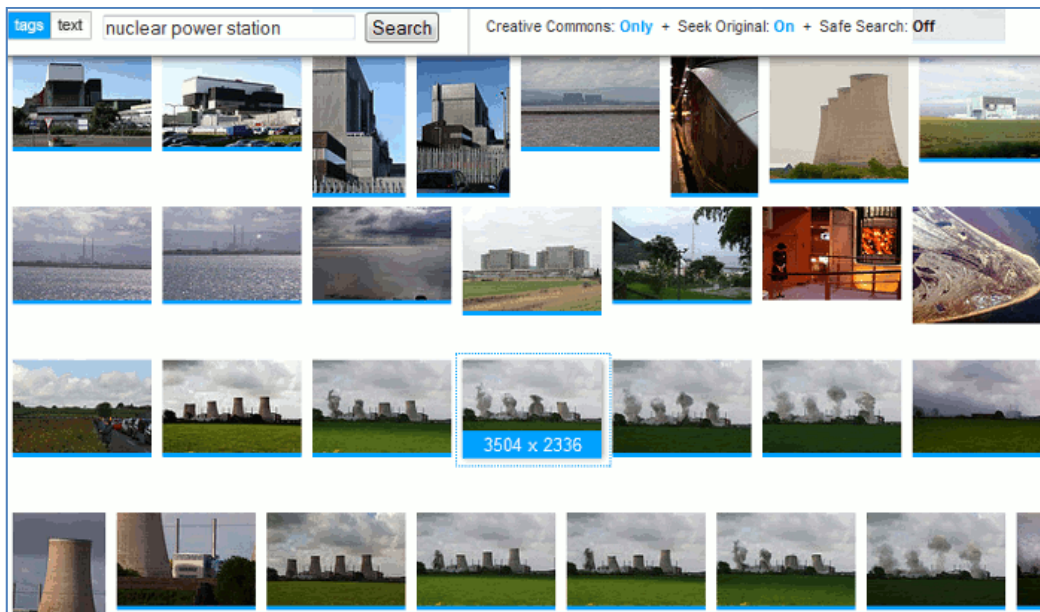 tags text nuclear power station Search Creative Commons: Only + Seek Original: On + Safe Search: Off
3504 x 2336